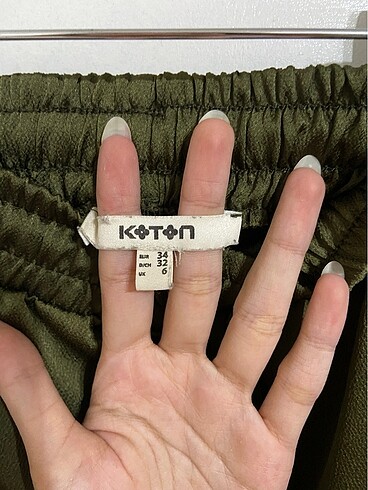 KOTON
EUR 34
D/CH 32
UK 6